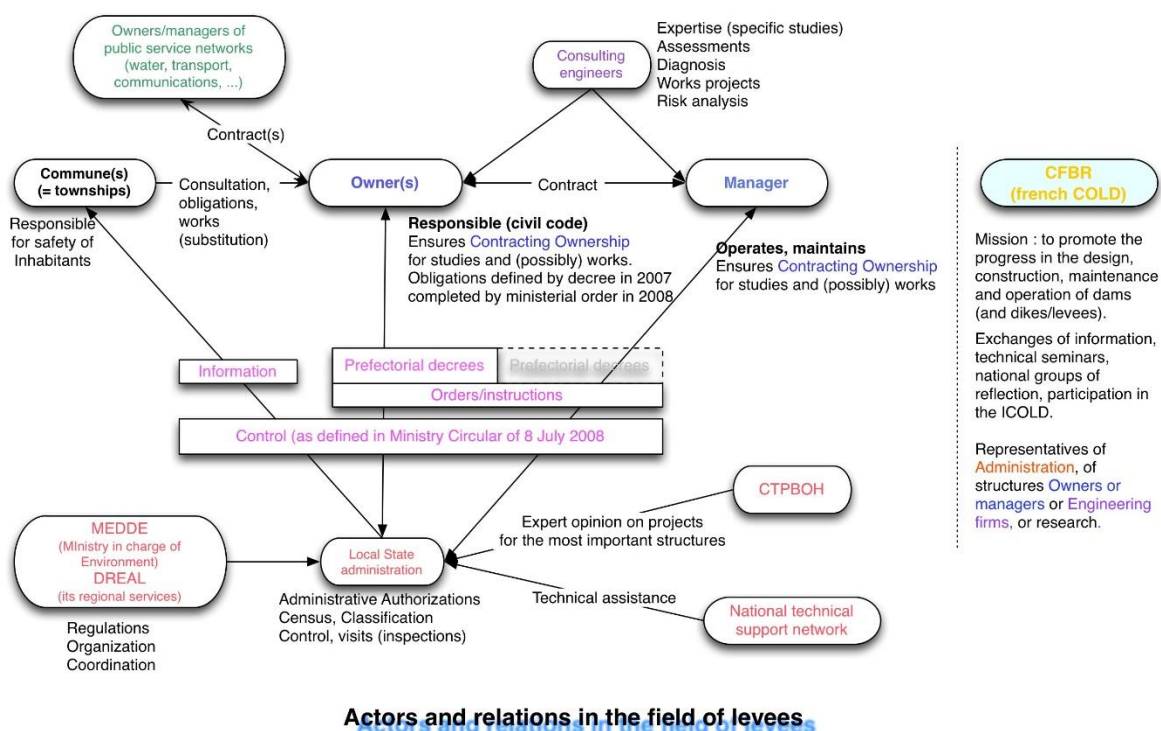 Owners/managers of
public service networks
(water, transport,
communications, ...)
Consulting
engineers
Expertise (specific studies)
Assessments
Diagnosis
Works projects
Risk analysis
Contract(s)
Commune(s)
(= townships)
Consultation,
obligations,
works
(substitution)
Owner(s)
Contract
Manager
CFBR
(french COLD)
Responsible
for safety of
Inhabitants
Responsible (civil code)
Ensures Contracting Ownership
for studies and (possibly) works.
Obligations defined by decree in 2007
completed by ministerial order in 2008
Operates, maintains
Ensures Contracting Ownership
for studies and (possibly) works
Mission : to promote the
progress in the design,
construction, maintenance
and operation of dams
(and dikes/levees).
Exchanges of information,
technical seminars,
national groups of
reflection, participation in
the ICOLD.
Representatives of
Administration, of
structures Owners or
managers or Engineering
firms, or research.
Information
Prefectorial decrees
Prefectorial decrees
Orders/instructions
Control (as defined in Ministry Circular of 8 July 2008
CTPBOH
Expert opinion on projects
for the most important structures
MEDDE
(MInistry in charge of
Environment)
DREAL
(its regional services)
Local State
administration
Regulations
Organization
Coordination
Administrative Authorizations
Census, Classification
Control, visits (inspections)
Technical assistance
National technical
support network
Actors and relations in the field of levees